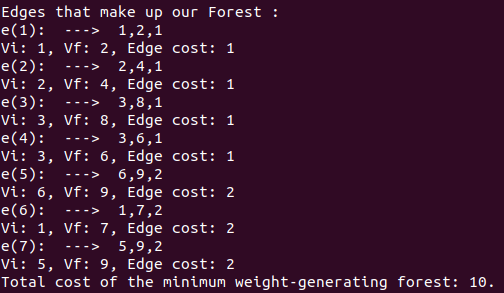 Edges that make up our Forest :
e(1):  --->  1,2,1
Vi: 1, Vf: 2, Edge cost: 1
e(2):  --->  2,4,1
Vi: 2, Vf: 4, Edge cost: 1
e(3):  --->  3,8,1
Vi: 3, Vf: 8, Edge cost: 1
e(4):  --->  3,6,1
Vi: 3, Vf: 6, Edge cost: 1
e(5):  --->  6,9,2
Vi: 6, Vf: 9, Edge cost: 2
e(6):  --->  1,7,2
Vi: 1, Vf: 7, Edge cost: 2
e(7):  --->  5,9,2
Vi: 5, Vf: 9, Edge cost: 2
Total cost of the minimum weight-generating forest: 10.